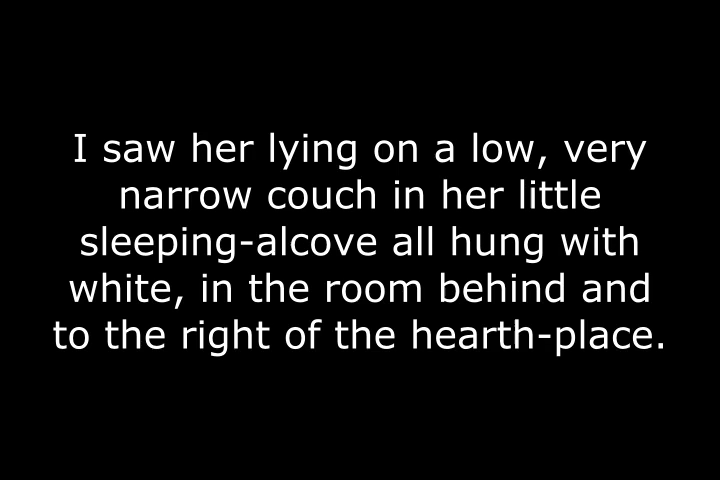 I saw her lying on a low, very
narrow couch in her little
sleeping-alcove all hung with
white, in the room behind and
to the right of the hearth-place.